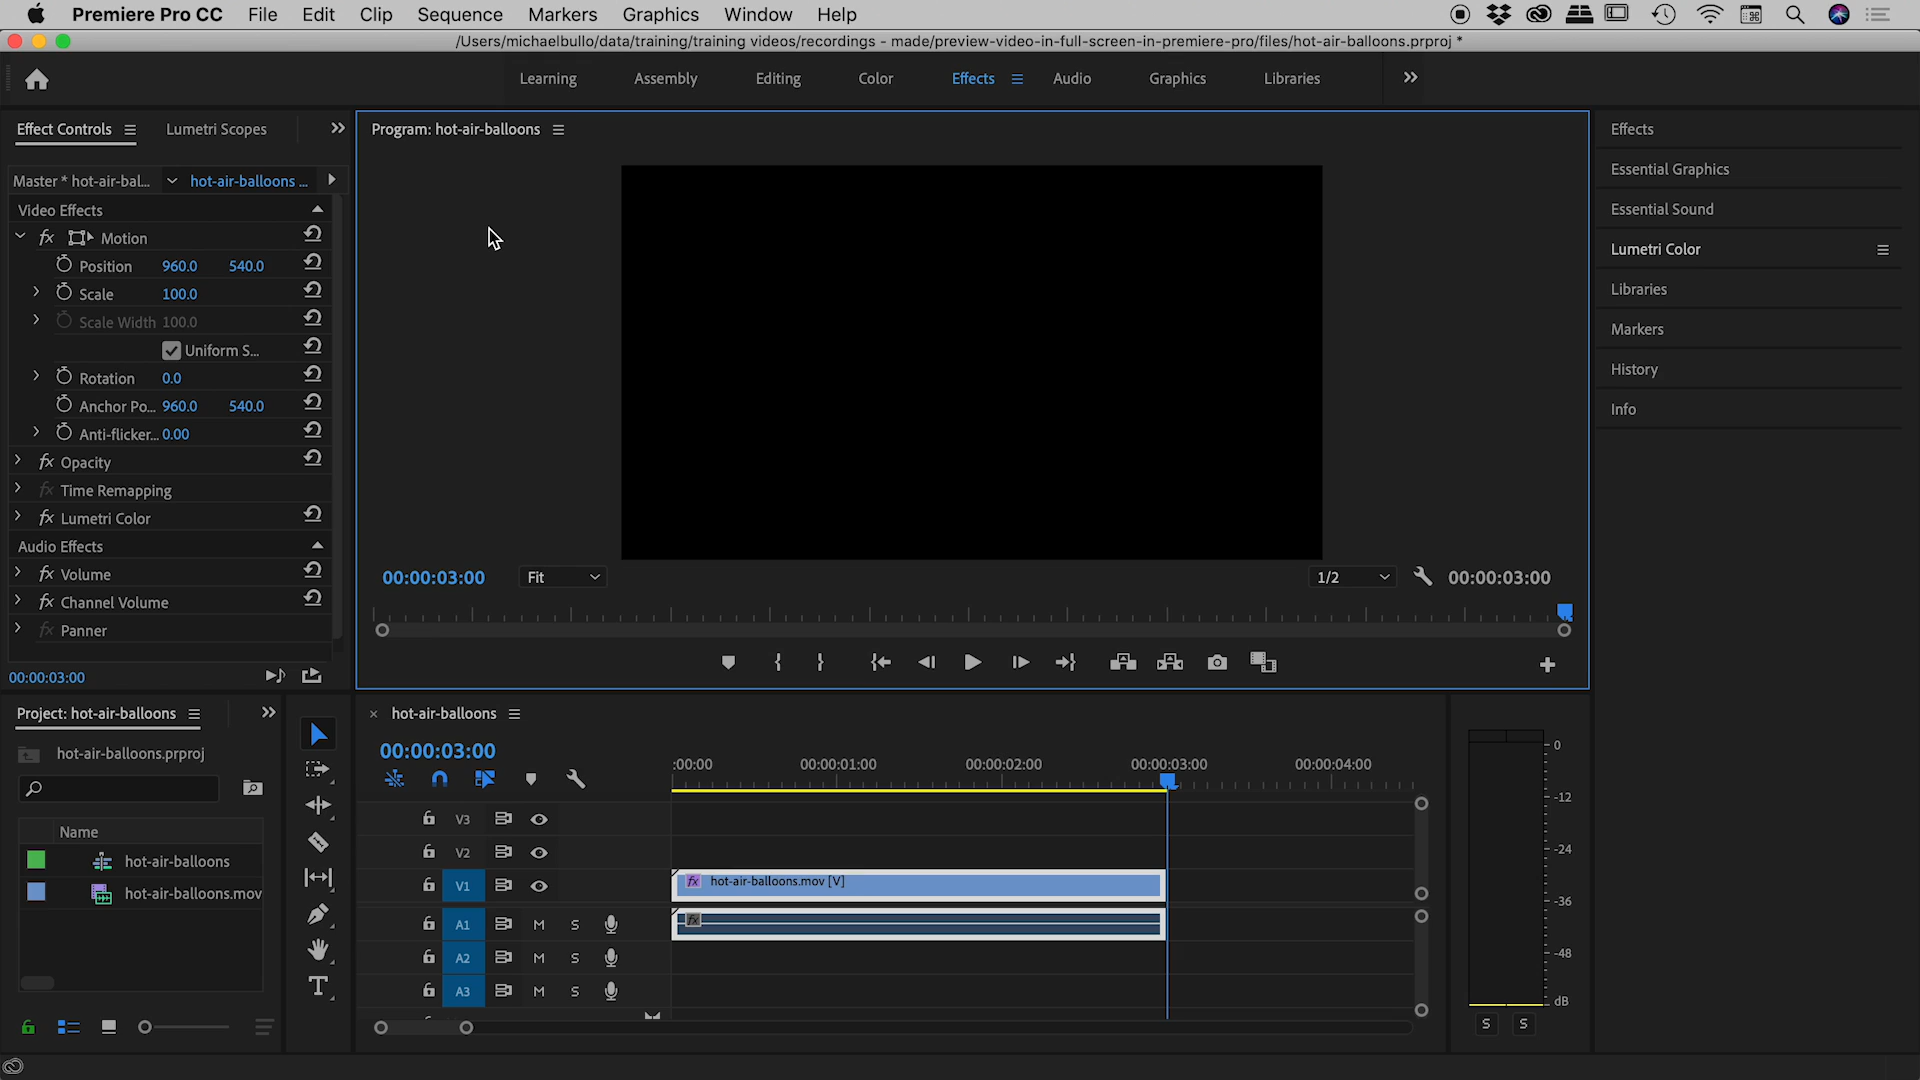 Premiere Pro CC File Edit Clip Sequence Markers Graphics Window Help
/Users/michaelbullo/data/training/training videos/recordings - made/preview-video-in-full-screen-in-premiere-pro/files/hot-air-balloons.prproj *
Learning Assembly Editing Color Effects Audio Graphics Libraries
Effect Controls Lumetri Scopes
Master * hot-air-bal... hot-air-balloons ...
Video Effects
fx Motion
Position 960.0 540.0
Scale 100.0
Scale Width 100.0
Uniform S...
Rotation 0.0
Anchor Po... 960.0 540.0
Anti-flicker... 0.00
fx Opacity
fx Time Remapping
fx Lumetri Color
Audio Effects
fx Volume
fx Channel Volume
fx Panner
00:00:03:00
Program: hot-air-balloons
00:00:03:00 Fit 1/2 00:00:03:00
Effects
Essential Graphics
Essential Sound
Lumetri Color
Libraries
Markers
History
Info
Project: hot-air-balloons
hot-air-balloons.prproj
Name
hot-air-balloons
hot-air-balloons.mov
T
hot-air-balloons
00:00:03:00
:00:00 00:00:01:00 00:00:02:00 00:00:03:00 00:00:04:00
V3
V2
V1 fx hot-air-balloons.mov [V]
A1 M S fx
A2 M S
A3 M S
0
-12
-24
-36
-48
dB
S S